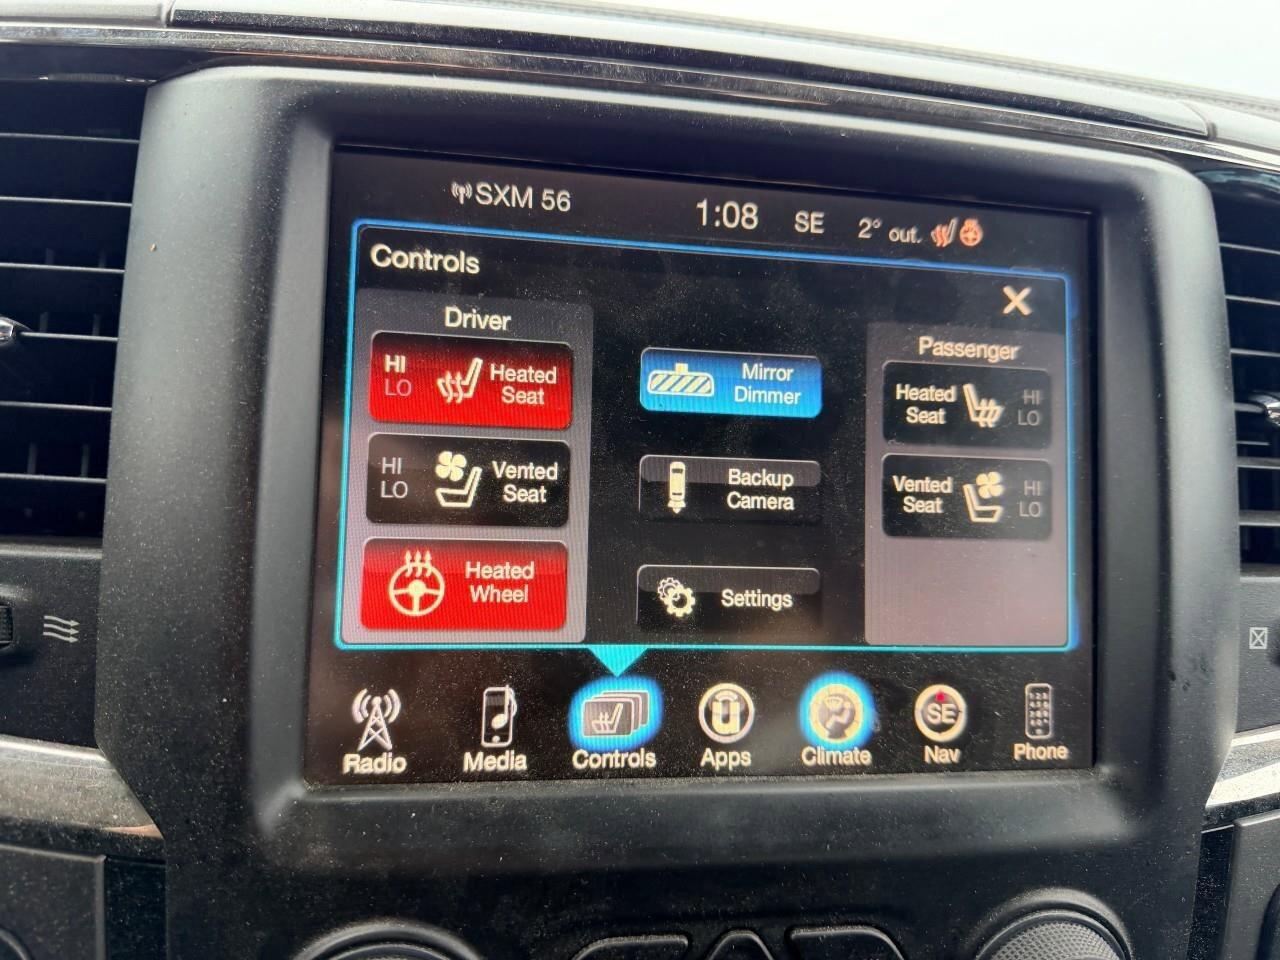 SXM 56 1:08 SE 2° out.
Controls
X
Driver
HI
LO
Heated
Seat
HI
LO
Vented
Seat
Heated
Wheel
Mirror
Dimmer
Backup
Camera
Settings
Passenger
Heated
Seat
HI
LO
Vented
Seat
HI
LO
Radio
Media
Controls
Apps
Climate
SE
Nav
Phone